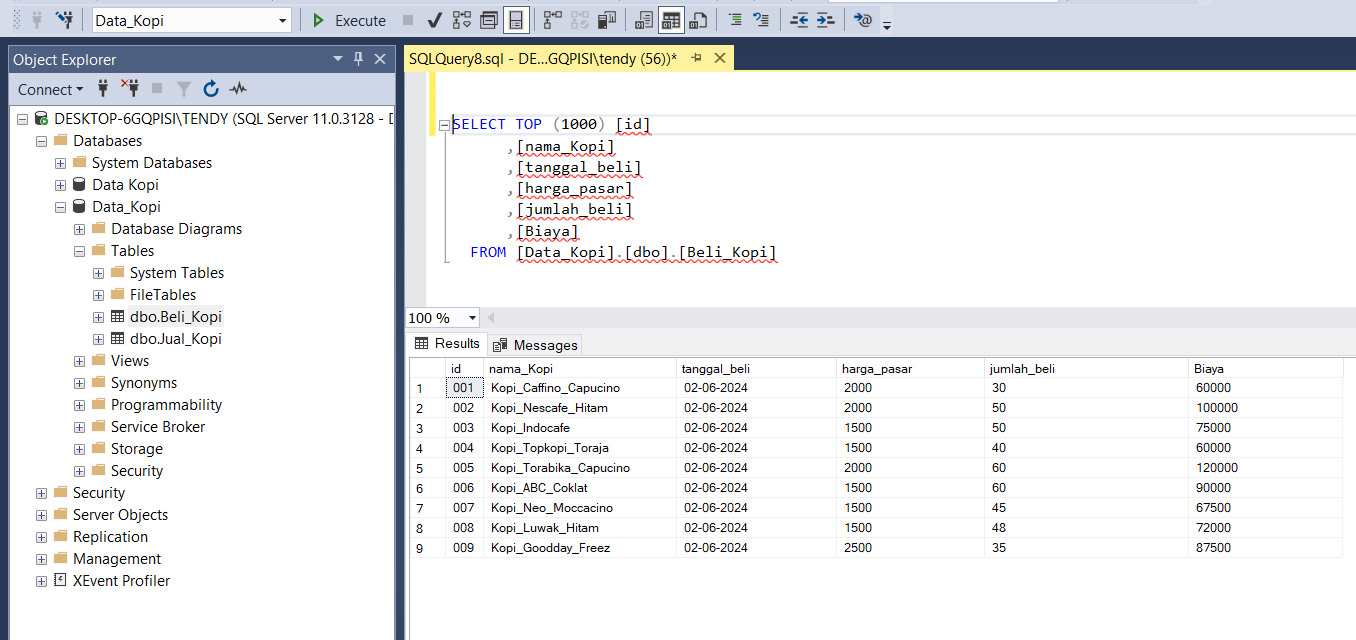 Data_Kopi Execute
Object Explorer
Connect
DESKTOP-6GQPISI\TENDY (SQL Server 11.0.3128 - D
Databases
System Databases
Data Kopi
Data_Kopi
Database Diagrams
Tables
System Tables
FileTables
dbo.Beli_Kopi
dbo.Jual_Kopi
Views
Synonyms
Programmability
Service Broker
Storage
Security
Security
Server Objects
Replication
Management
XEvent Profiler
SQLQuery8.sql - DE...GQPISI\tendy (56))*
SELECT TOP (1000) [id]
,[nama_Kopi]
,[tanggal_beli]
,[harga_pasar]
,[jumlah_beli]
,[Biaya]
FROM [Data_Kopi].[dbo].[Beli_Kopi]
100 %
Results Messages
id nama_Kopi tanggal_beli harga_pasar jumlah_beli Biaya
1 001 Kopi_Caffino_Capucino 02-06-2024 2000 30 60000
2 002 Kopi_Nescafe_Hitam 02-06-2024 2000 50 100000
3 003 Kopi_Indocafe 02-06-2024 1500 50 75000
4 004 Kopi_Topkopi_Toraja 02-06-2024 1500 40 60000
5 005 Kopi_Torabika_Capucino 02-06-2024 2000 60 120000
6 006 Kopi_ABC_Coklat 02-06-2024 1500 60 90000
7 007 Kopi_Neo_Moccacino 02-06-2024 1500 45 67500
8 008 Kopi_Luwak_Hitam 02-06-2024 1500 48 72000
9 009 Kopi_Goodday_Freez 02-06-2024 2500 35 87500